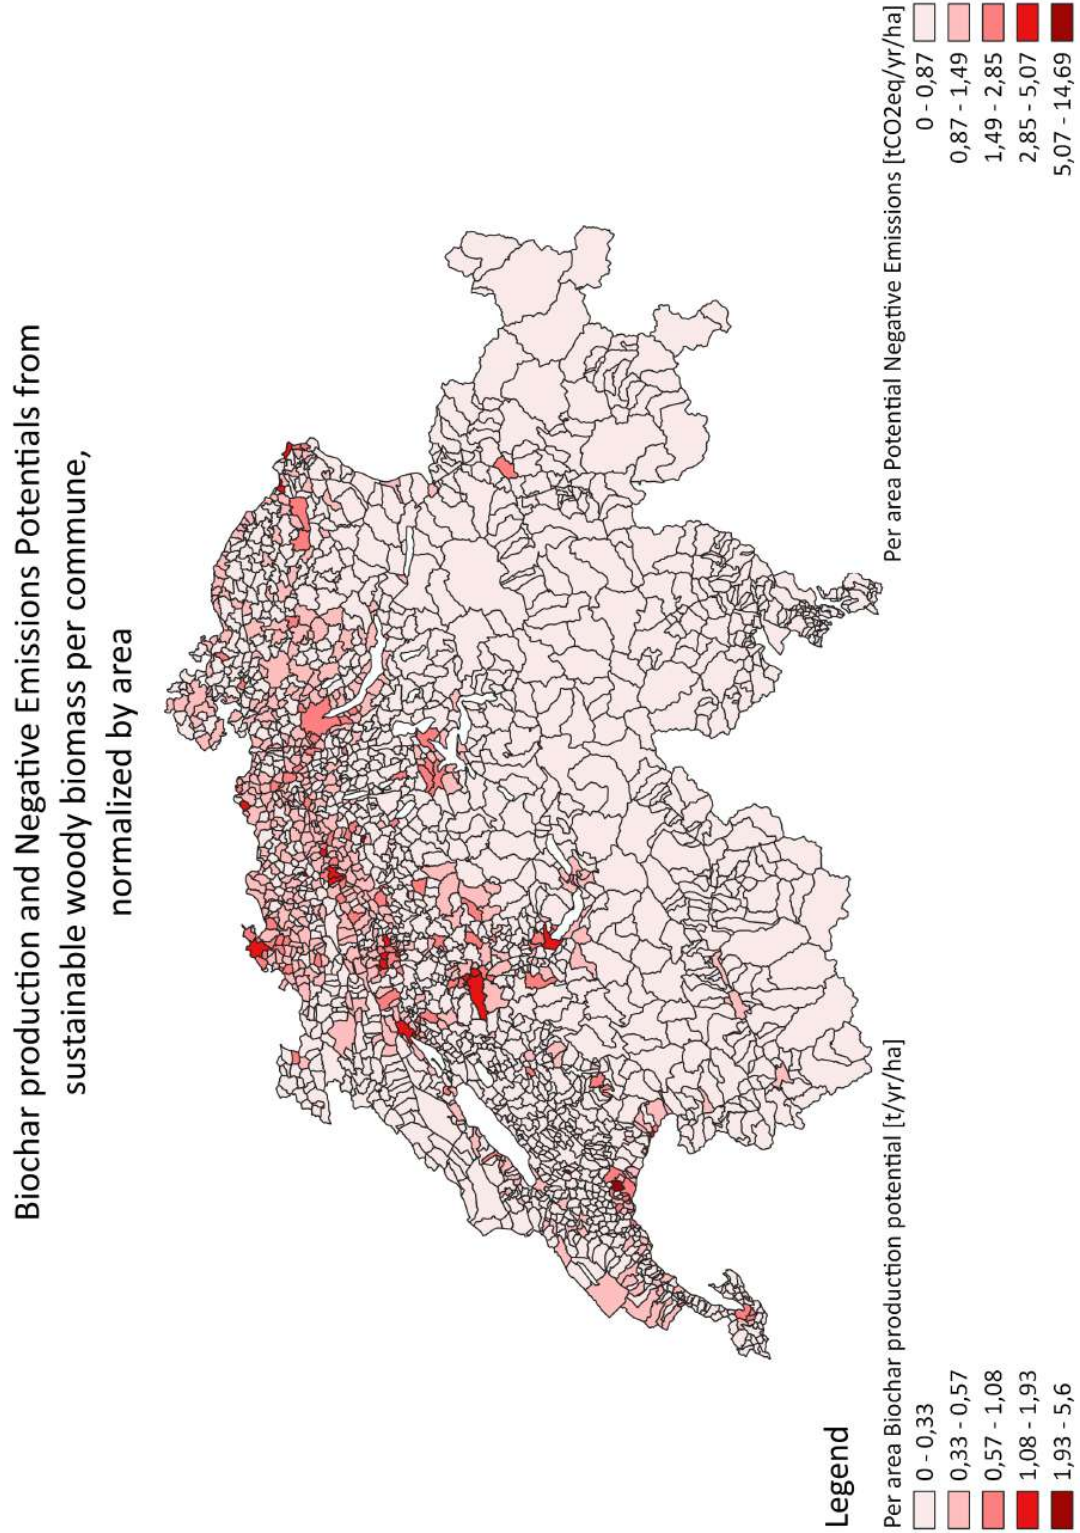 Biochar production and Negative Emissions Potentials from
sustainable woody biomass per commune,
normalized by area
Legend
Per area Biochar production potential [t/yr/ha]
0 - 0,33
0,33 - 0,57
0,57 - 1,08
1,08 - 1,93
1,93 - 5,6
Per area Potential Negative Emissions [tCO2eq/yr/ha]
0 - 0,87
0,87 - 1,49
1,49 - 2,85
2,85 - 5,07
5,07 - 14,69